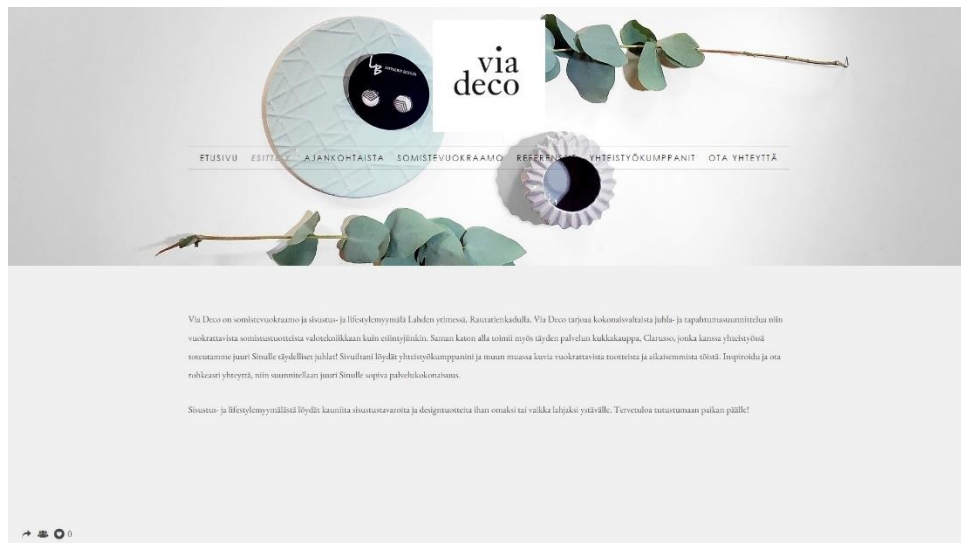 via
deco
ETUSIVU ESITTELY AJANKOHTAISTA SOMISTEVUOKRAAMO REFERENSSIT YHTEISTYÖKUMPPANIT OTA YHTEYTTÄ
Via Deco on somistevuokraamo ja sisustus- ja lifestylemyymälä Lahden ytimessä, Rautatienkadulla. Via Deco tarjoaa kokonaisvaltaista juhla- ja tapahtumasuunnittelua niin
vuokrattavista somistustuotteista valotekniikkaan kuin esiintyjiinkin. Saman katon alla toimii myös täyden palvelun kukkakauppa, Clarusso, jonka kanssa yhteistyössä
toteutamme juuri Sinulle täydelliset juhlat! Sivuiltani löydät yhteistyökumppanini ja muun muassa kuvia vuokrattavista tuotteista ja aikaisemmista töistä. Inspiroidu ja ota
rohkeasti yhteyttä, niin suunnitellaan juuri Sinulle sopiva palvelukokonaisuus.
Sisustus- ja lifestylemyymälästä löydät kauniita sisustustavaroita ja designtuotteita ihan omaksi tai vaikka lahjaksi ystävälle. Tervetuloa tutustumaan paikan päälle!
0